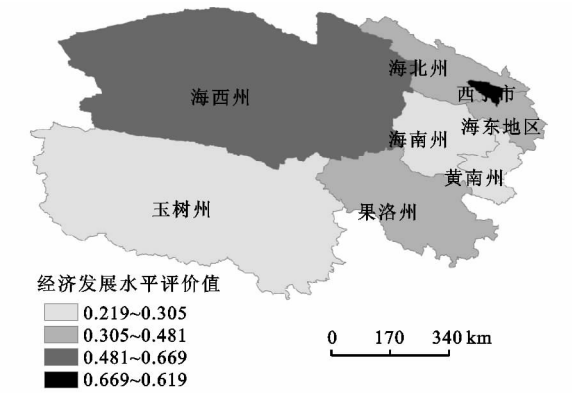 海北州
西宁市
海西州
海东地区
海南州
黄南州
玉树州
果洛州
经济发展水平评价值
0.219~0.305
0.305~0.481
0.481~0.669
0.669~0.619
0 170 340 km